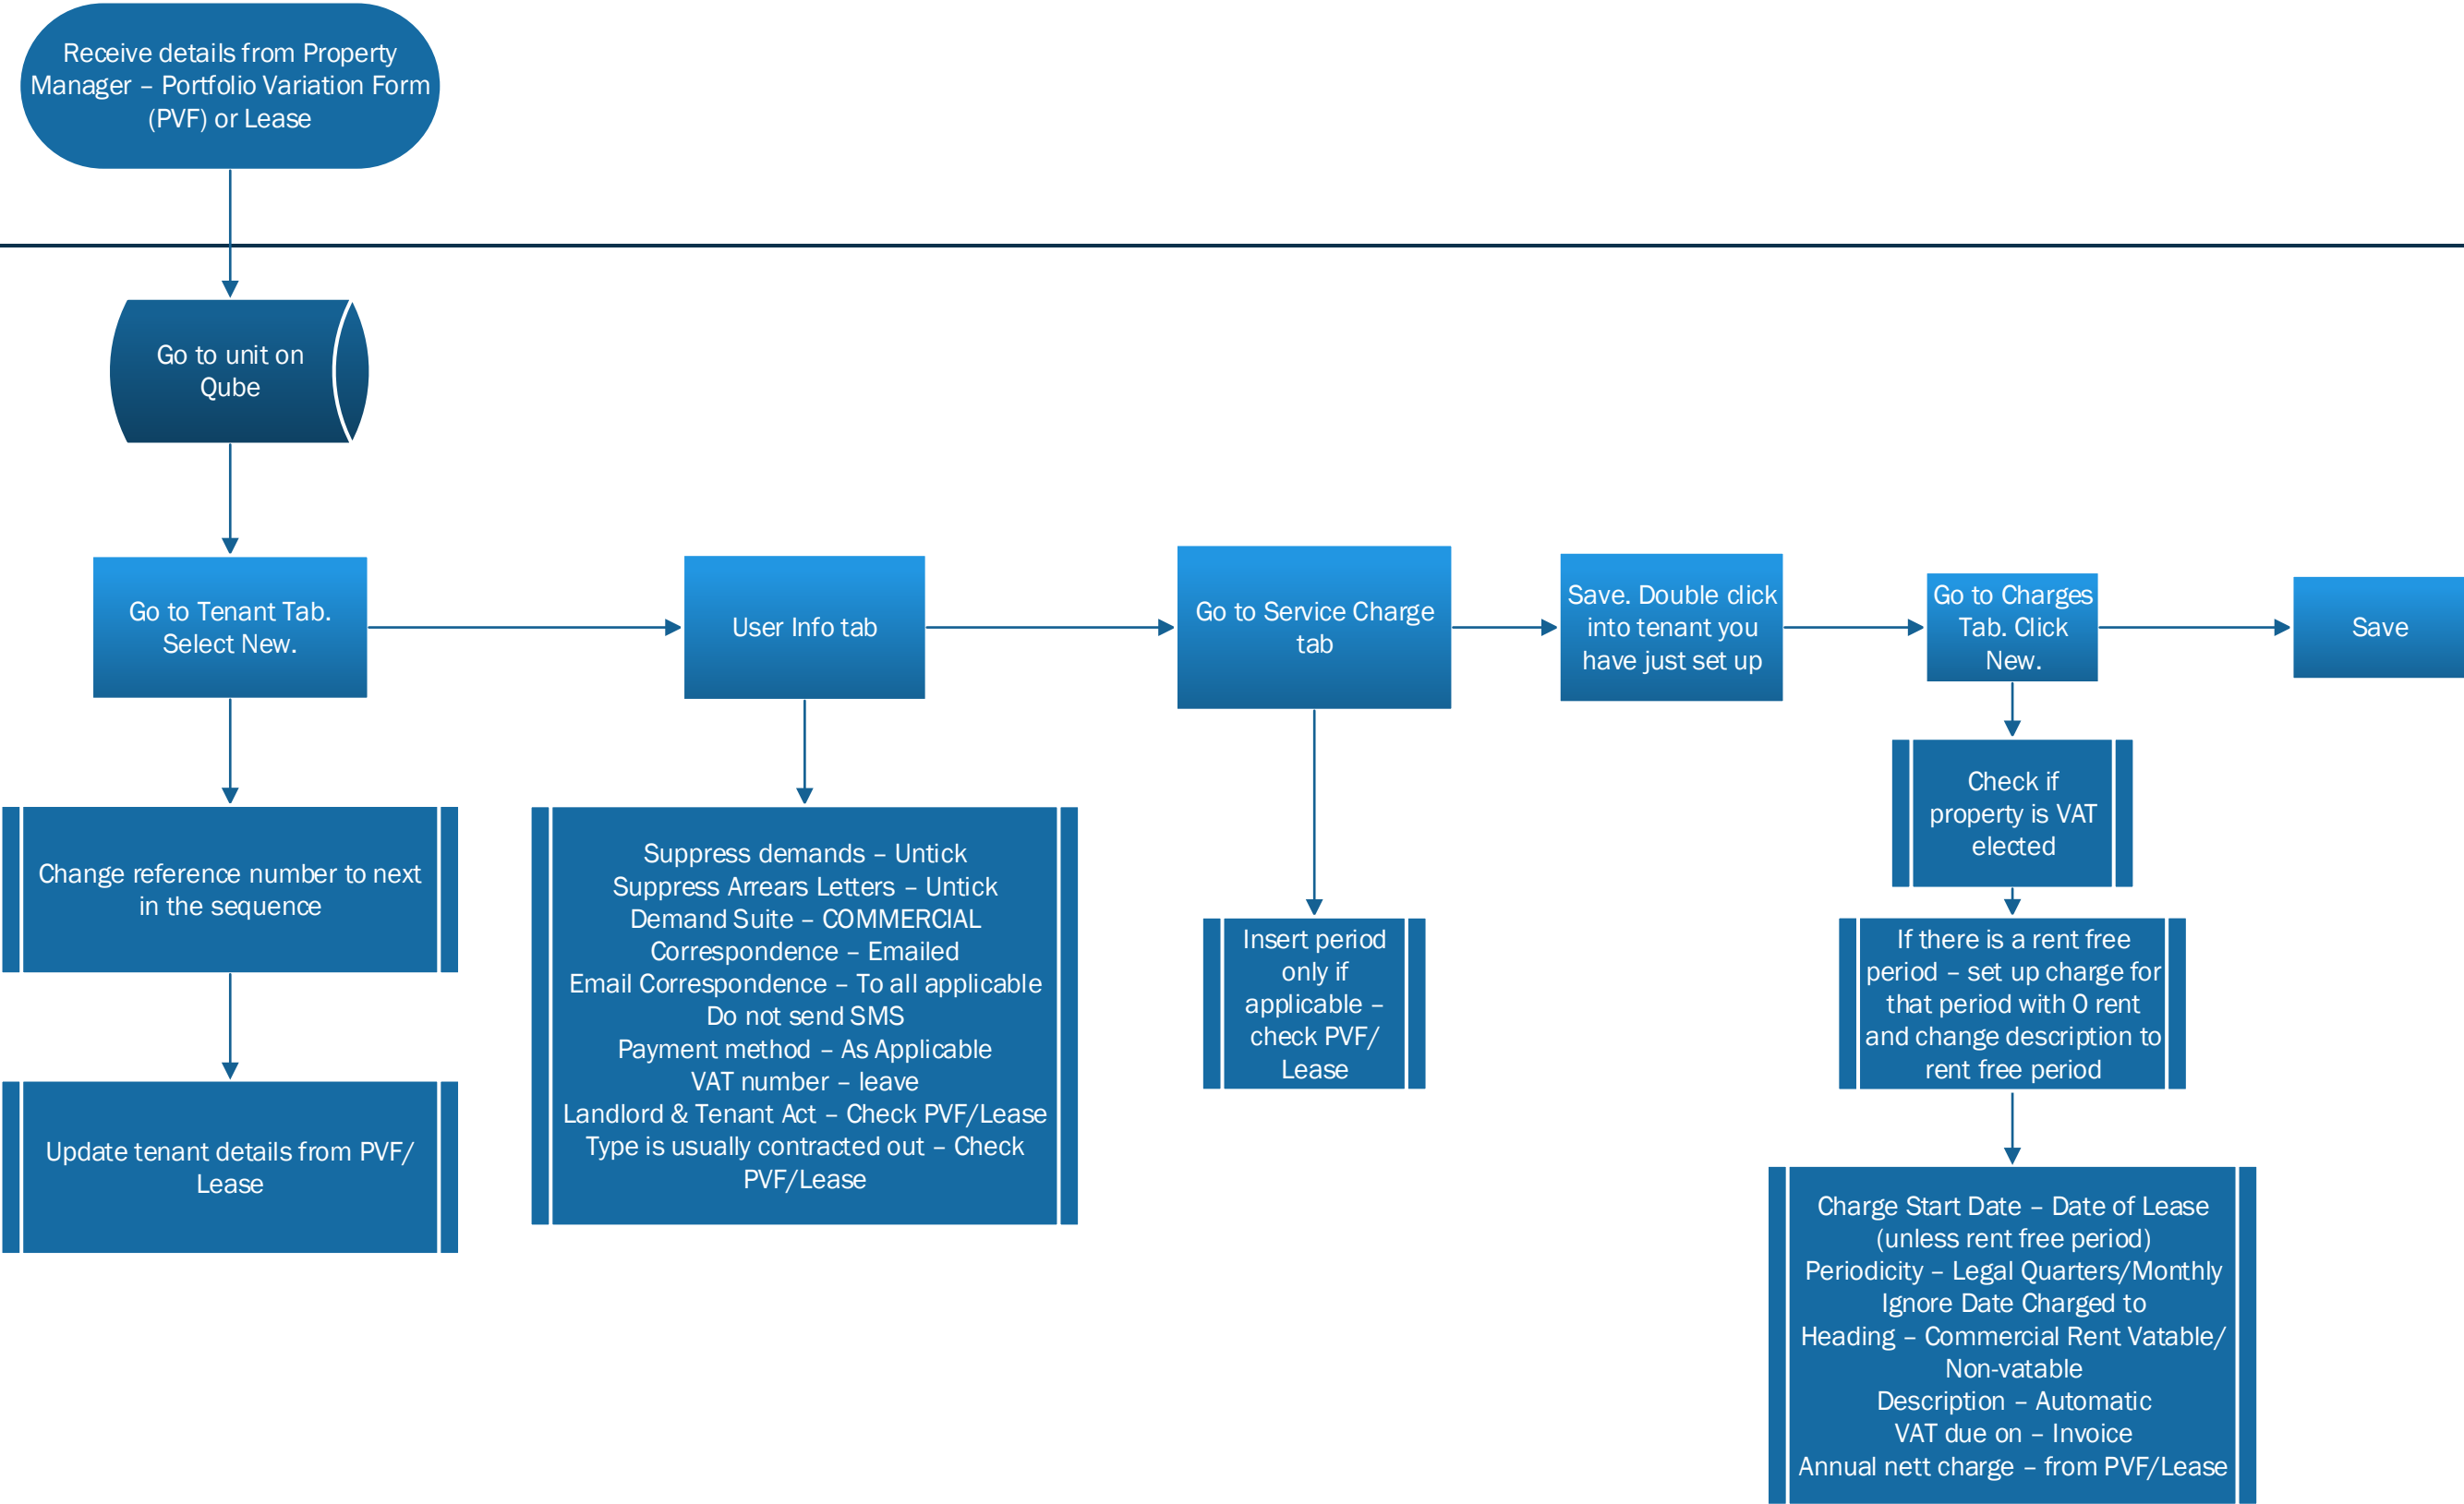 Receive details from Property
Manager – Portfolio Variation Form
(PVF) or Lease
Go to unit on
Qube
Go to Tenant Tab.
Select New.
User Info tab
Go to Service Charge
tab
Save. Double click
into tenant you
have just set up
Go to Charges
Tab. Click
New.
Save
Change reference number to next
in the sequence
Update tenant details from PVF/
Lease
Suppress demands – Untick
Suppress Arrears Letters – Untick
Demand Suite – COMMERCIAL
Correspondence – Emailed
Email Correspondence – To all applicable
Do not send SMS
Payment method – As Applicable
VAT number – leave
Landlord & Tenant Act – Check PVF/Lease
Type is usually contracted out – Check
PVF/Lease
Insert period
only if
applicable –
check PVF/
Lease
Check if
property is VAT
elected
If there is a rent free
period – set up charge for
that period with 0 rent
and change description to
rent free period
Charge Start Date – Date of Lease
(unless rent free period)
Periodicity – Legal Quarters/Monthly
Ignore Date Charged to
Heading – Commercial Rent Vatable/
Non-vatable
Description – Automatic
VAT due on – Invoice
Annual nett charge – from PVF/Lease